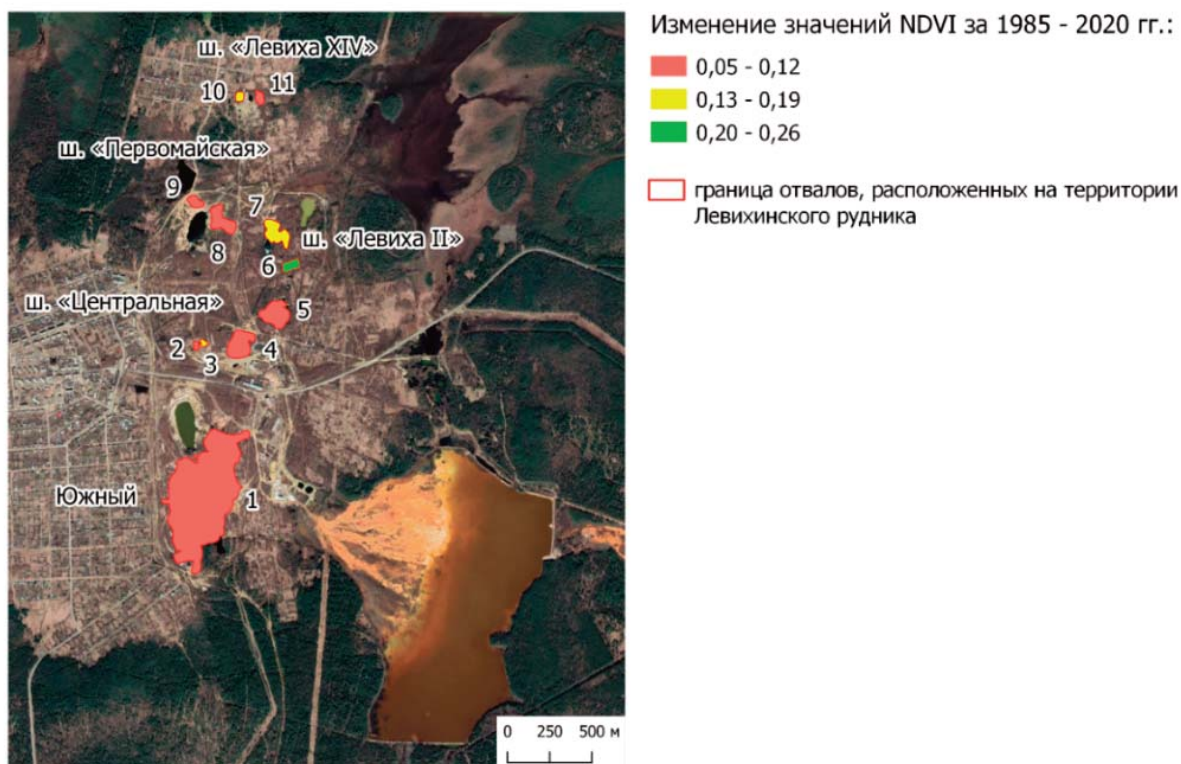 ш. «Левиха XIV»
10
11
ш. «Первомайская»
9
8
7
ш. «Левиха II»
6
ш. «Центральная»
5
2
3
4
Южный
1
0 250 500 м
Изменение значений NDVI за 1985 - 2020 гг.:
0,05 - 0,12
0,13 - 0,19
0,20 - 0,26
граница отвалов, расположенных на территории
Левихинского рудника